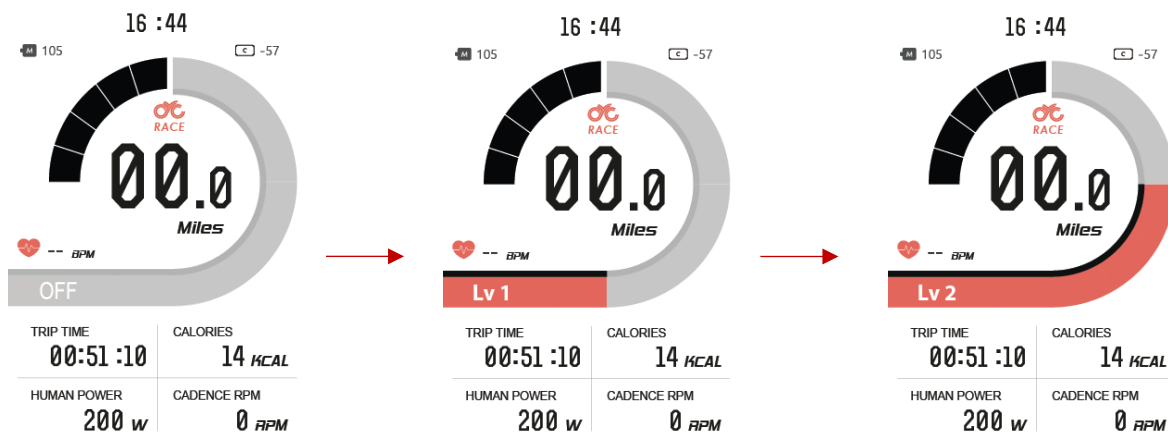 16 :44
M 105
C -57
RACE
00.0
Miles
-- BPM
OFF
TRIP TIME
CALORIES
00:51 :10
14 KCAL
HUMAN POWER
CADENCE RPM
200 W
0 RPM
16 :44
M 105
C -57
RACE
00.0
Miles
-- BPM
Lv 1
TRIP TIME
CALORIES
00:51 :10
14 KCAL
HUMAN POWER
CADENCE RPM
200 W
0 RPM
16 :44
M 105
C -57
RACE
00.0
Miles
-- BPM
Lv 2
TRIP TIME
CALORIES
00:51 :10
14 KCAL
HUMAN POWER
CADENCE RPM
200 W
0 RPM